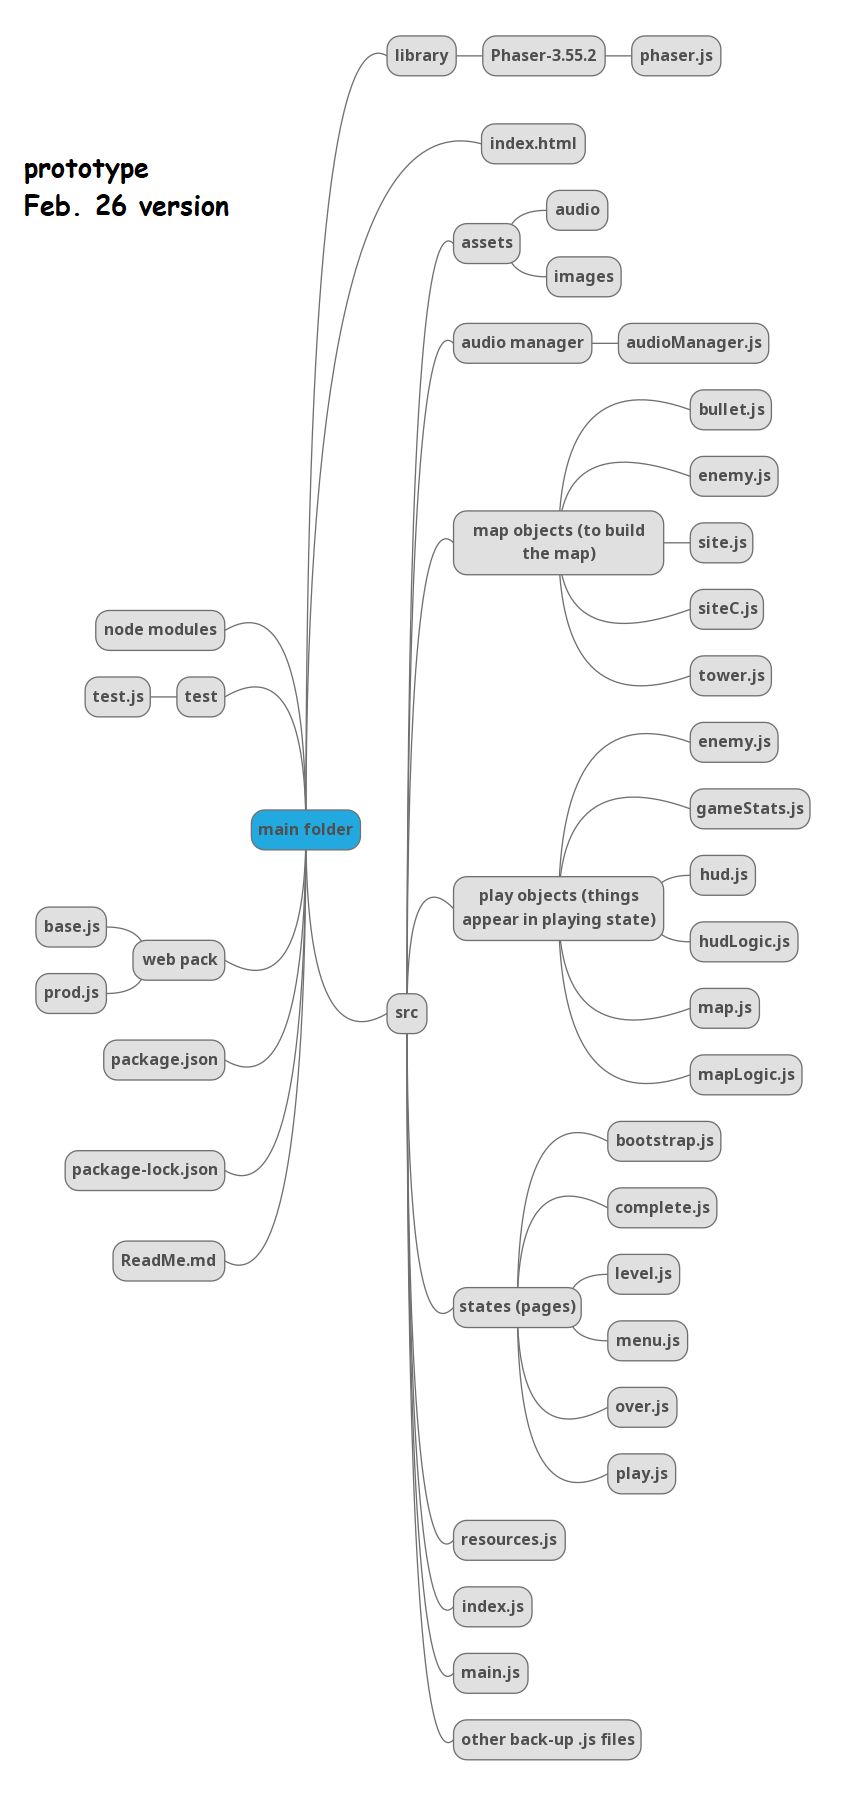 library
Phaser-3.55.2
phaser.js
index.html
prototype
Feb. 26 version
assets
audio
images
audio manager
audioManager.js
map objects (to build
the map)
bullet.js
enemy.js
site.js
siteC.js
tower.js
node modules
test.js
test
main folder
play objects (things
appear in playing state)
enemy.js
gameStats.js
hud.js
hudLogic.js
map.js
mapLogic.js
base.js
prod.js
web pack
src
package.json
package-lock.json
ReadMe.md
states (pages)
bootstrap.js
complete.js
level.js
menu.js
over.js
play.js
resources.js
index.js
main.js
other back-up .js files